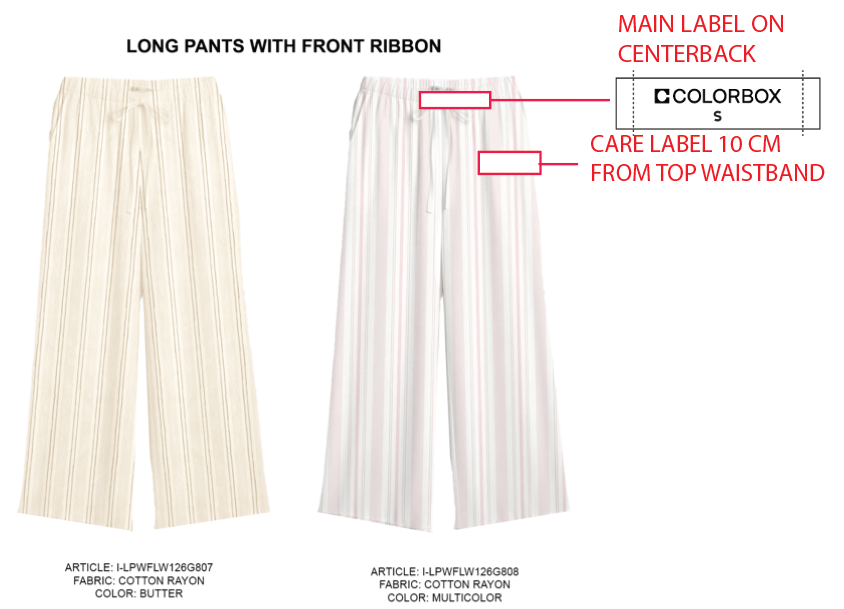 LONG PANTS WITH FRONT RIBBON
MAIN LABEL ON
CENTERBACK
COLORBOX
S
CARE LABEL 10 CM
FROM TOP WAISTBAND
ARTICLE: I-LPWFLW126G807
FABRIC: COTTON RAYON
COLOR: BUTTER
ARTICLE: I-LPWFLW126G808
FABRIC: COTTON RAYON
COLOR: MULTICOLOR